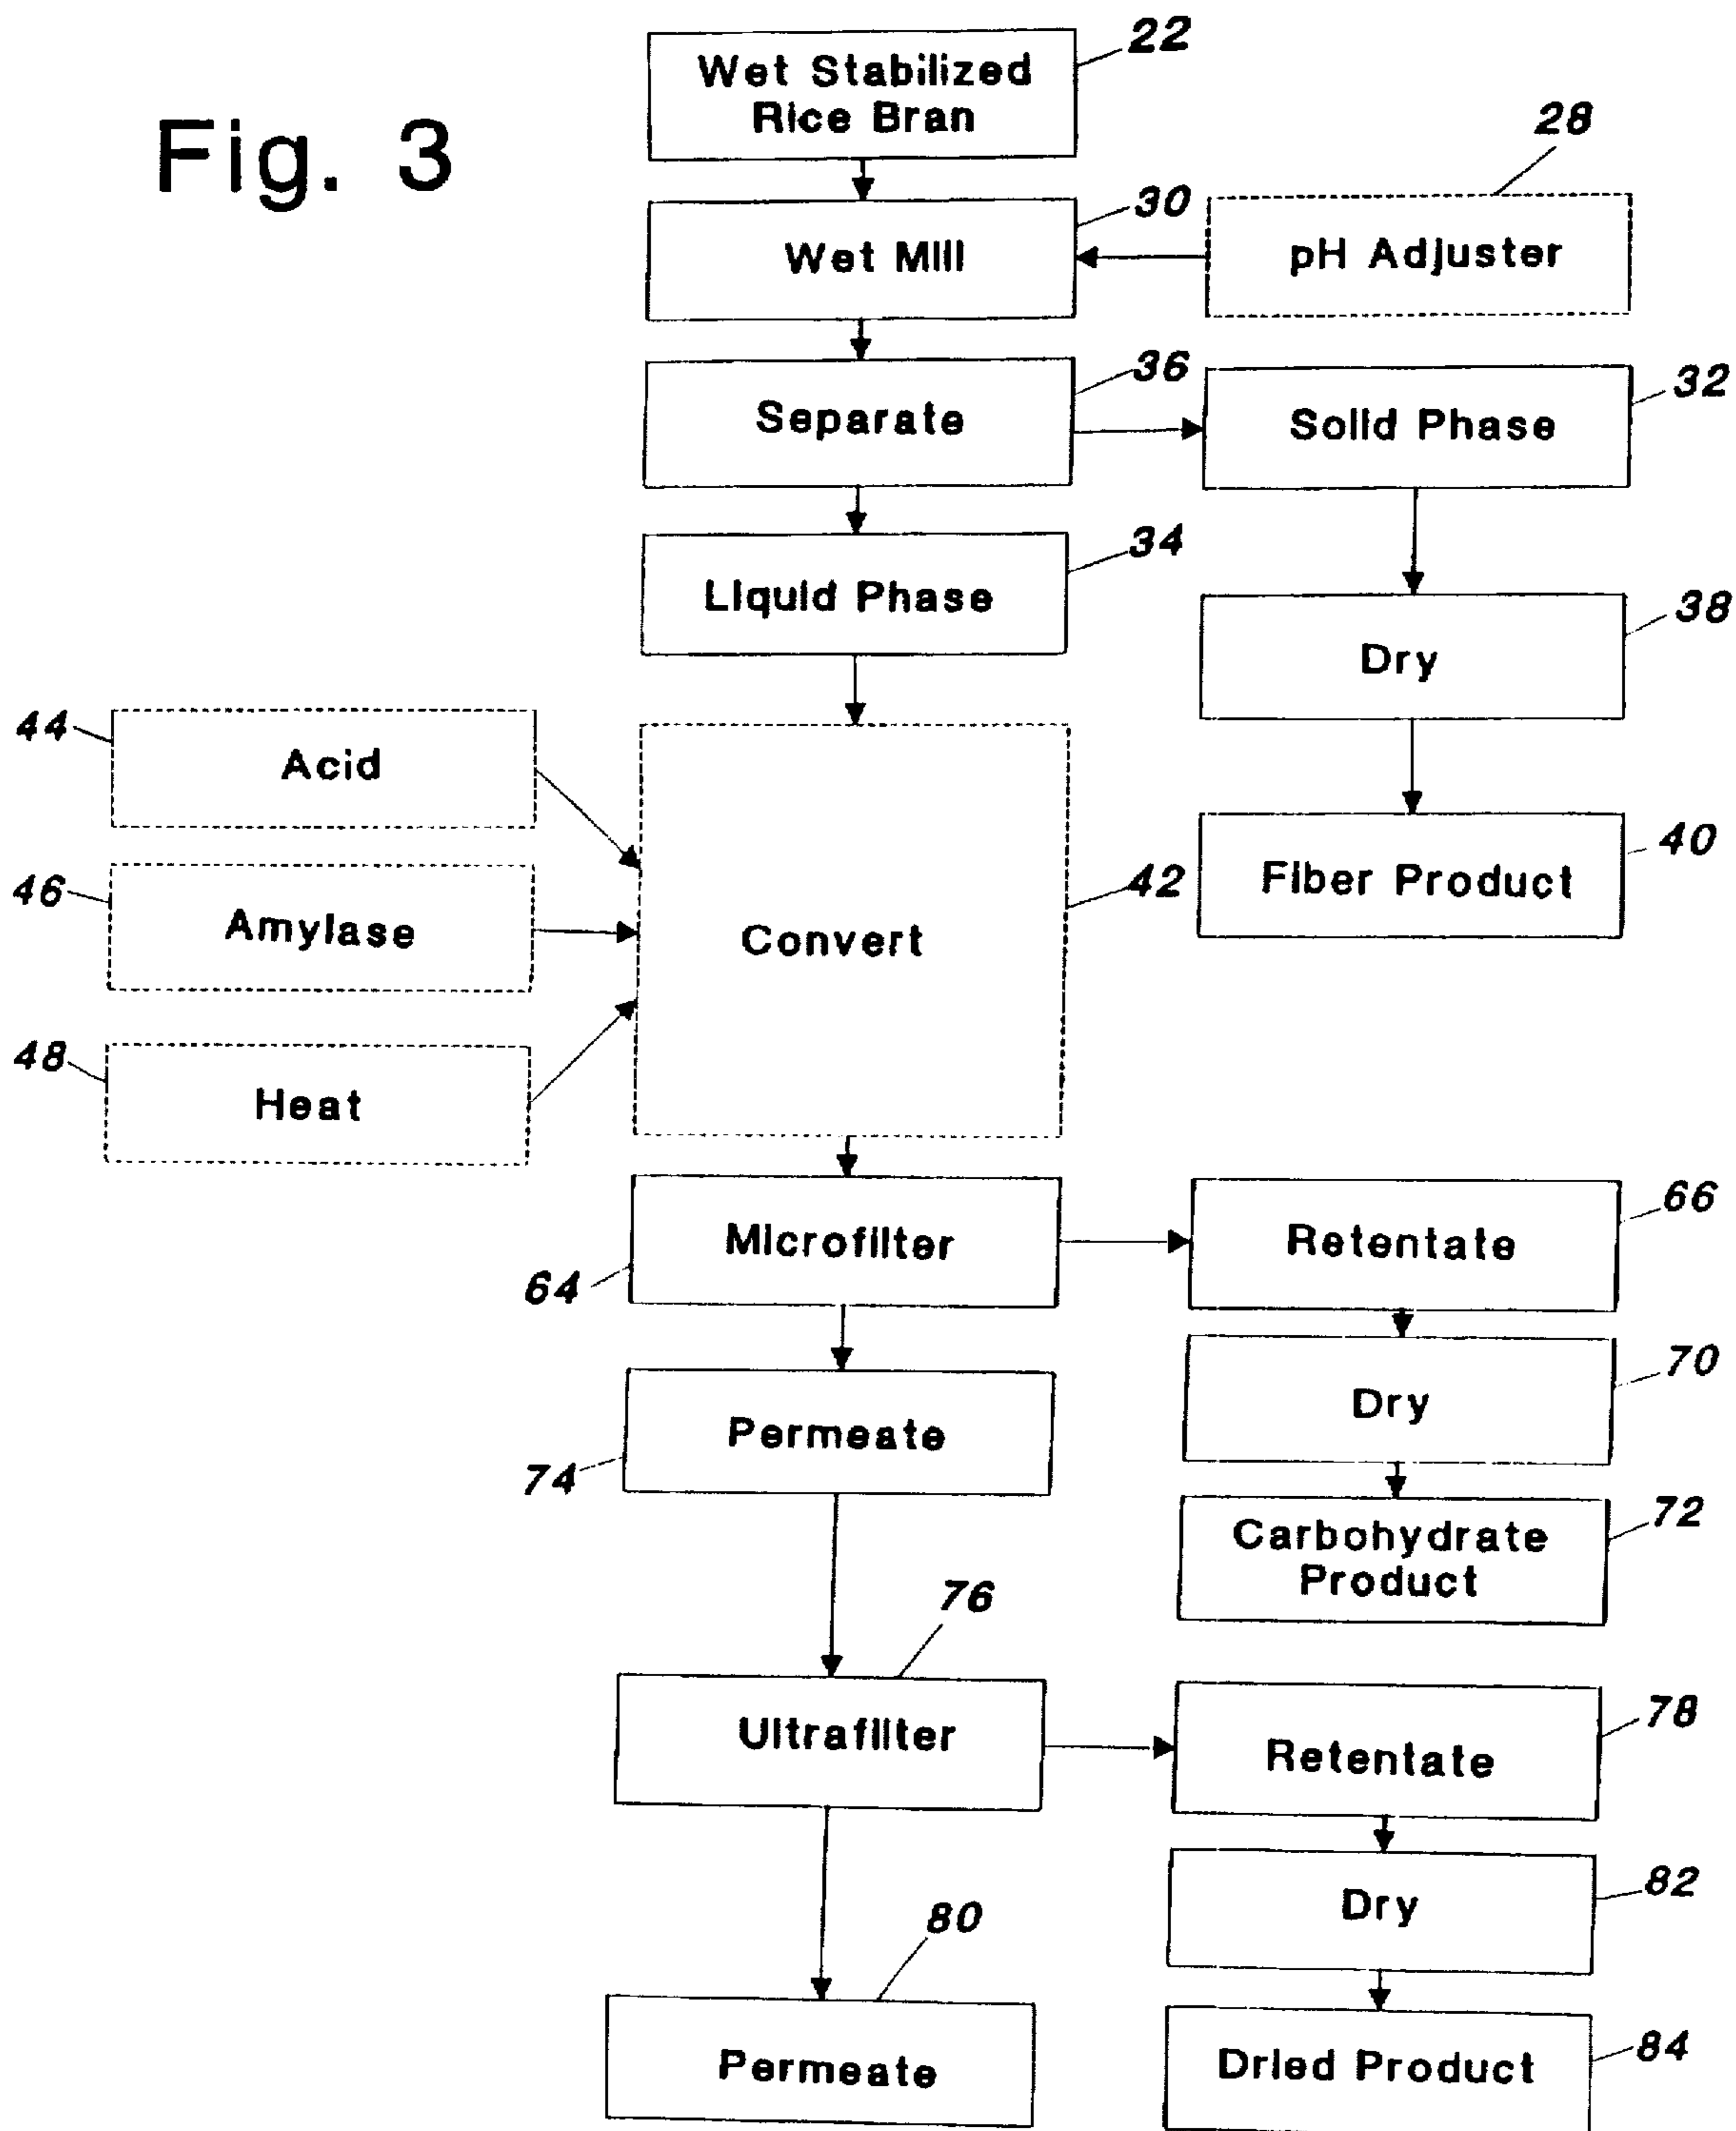 Fig. 3
22
Wet Stabilized
Rice Bran
28
30
Wet Mill
pH Adjuster
36
32
Separate
Solid Phase
34
Liquid Phase
38
Dry
44
Acid
46
Amylase
42
Convert
40
Fiber Product
48
Heat
66
Microfilter
Retentate
64
70
Dry
Permeate
74
72
Carbohydrate
Product
76
78
Ultrafilter
Retentate
82
Dry
80
84
Permeate
Dried Product